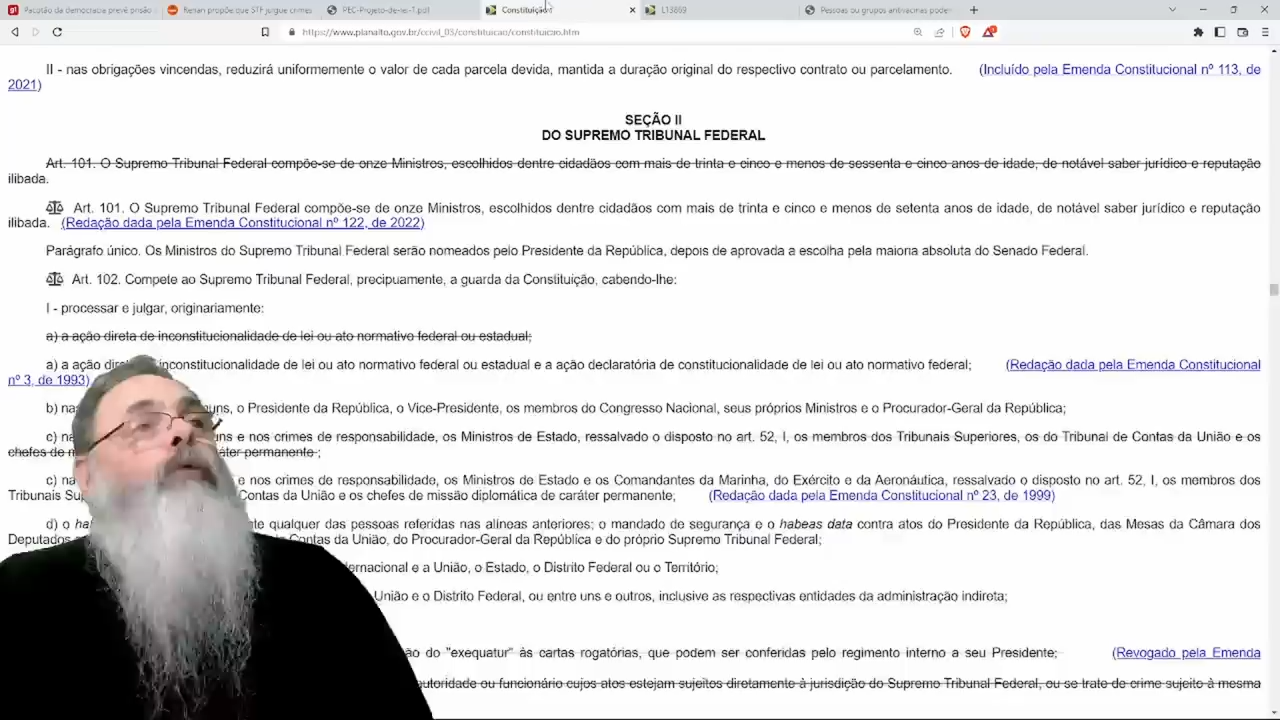 Pacotão da democracia prevê prisão
Renan propõe que STF julgue crimes
PEC-Projeto-de-lei-1.pdf
Constituição
L13869
Pessoas ou grupos antivacinas poder
https://www.planalto.gov.br/ccivil_03/constituicao/constituicao.htm
II - nas obrigações vincendas, reduzirá uniformemente o valor de cada parcela devida, mantida a duração original do respectivo contrato ou parcelamento. (Incluído pela Emenda Constitucional nº 113, de
2021)
SEÇÃO II
DO SUPREMO TRIBUNAL FEDERAL
Art. 101. O Supremo Tribunal Federal compõe-se de onze Ministros, escolhidos dentre cidadãos com mais de trinta e cinco e menos de sessenta e cinco anos de idade, de notável saber jurídico e reputação
ilibada.
Art. 101. O Supremo Tribunal Federal compõe-se de onze Ministros, escolhidos dentre cidadãos com mais de trinta e cinco e menos de setenta anos de idade, de notável saber jurídico e reputação
ilibada. (Redação dada pela Emenda Constitucional nº 122, de 2022)
Parágrafo único. Os Ministros do Supremo Tribunal Federal serão nomeados pelo Presidente da República, depois de aprovada a escolha pela maioria absoluta do Senado Federal.
Art. 102. Compete ao Supremo Tribunal Federal, precipuamente, a guarda da Constituição, cabendo-lhe:
I - processar e julgar, originariamente:
a) a ação direta de inconstitucionalidade de lei ou ato normativo federal ou estadual;
a) a ação dire inconstitucionalidade de lei ou ato normativo federal ou estadual e a ação declaratória de constitucionalidade de lei ou ato normativo federal; (Redação dada pela Emenda Constitucional
nº 3, de 1993)
b) na uns, o Presidente da República, o Vice-Presidente, os membros do Congresso Nacional, seus próprios Ministros e o Procurador-Geral da República;
c) na uns e nos crimes de responsabilidade, os Ministros de Estado, ressalvado o disposto no art. 52, I, os membros dos Tribunais Superiores, os do Tribunal de Contas da União e os
chefes de m áter permanente ;
c) na e nos crimes de responsabilidade, os Ministros de Estado e os Comandantes da Marinha, do Exército e da Aeronáutica, ressalvado o disposto no art. 52, I, os membros dos
Tribunais Su Contas da União e os chefes de missão diplomática de caráter permanente; (Redação dada pela Emenda Constitucional nº 23, de 1999)
d) o ha te qualquer das pessoas referidas nas alíneas anteriores; o mandado de segurança e o habeas data contra atos do Presidente da República, das Mesas da Câmara dos
Deputados Contas da União, do Procurador-Geral da República e do próprio Supremo Tribunal Federal;
ternacional e a União, o Estado, o Distrito Federal ou o Território;
União e o Distrito Federal, ou entre uns e outros, inclusive as respectivas entidades da administração indireta;
ão do "exequatur" às cartas rogatórias, que podem ser conferidas pelo regimento interno a seu Presidente; (Revogado pela Emenda
autoridade ou funcionário cujos atos estejam sujeitos diretamente à jurisdição do Supremo Tribunal Federal, ou se trate de crime sujeito à mesma